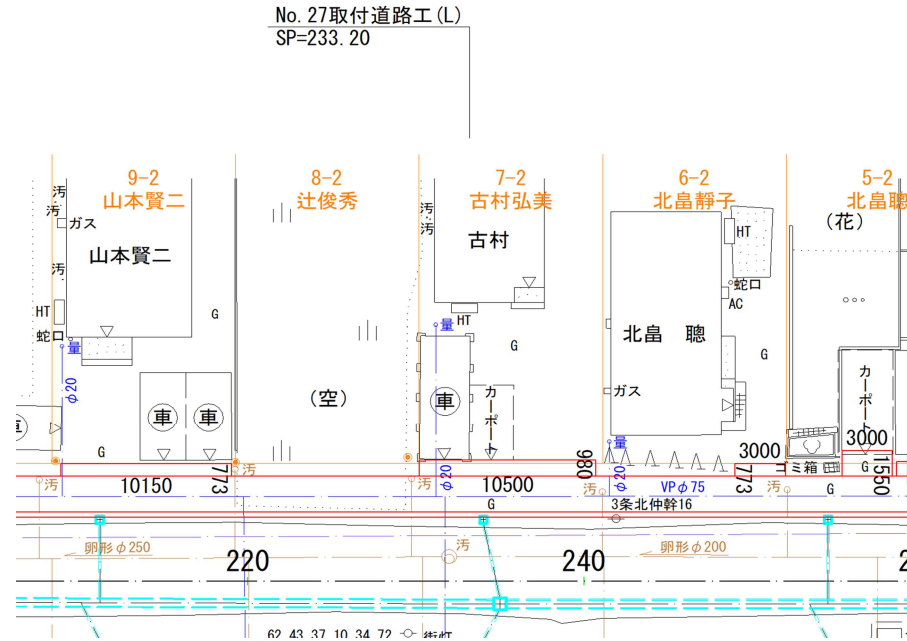 No.27取付道路工(L)
SP=233.20
9-2
山本賢二
8-2
辻俊秀
7-2
古村弘美
6-2
北畠靜子
5-2
北畠聰
汚
汚
ガス
山本賢二
汚
HT
蛇口
量
φ20
G
車
車
車
G
(空)
汚
汚
古村
量
HT
G
車
カーポート
北畠 聰
ガス
量
HT
蛇口
AC
G
(花)
カーポート
3000
3000
ゴミ箱
G
G
汚
10150
773
汚
汚
φ20
10500
G
980
φ20
汚
VPφ75
773
汚
1550
3条北仲幹16
卵形φ250
220
汚
240
卵形φ200
2
62 43 37 10 34 72
街灯